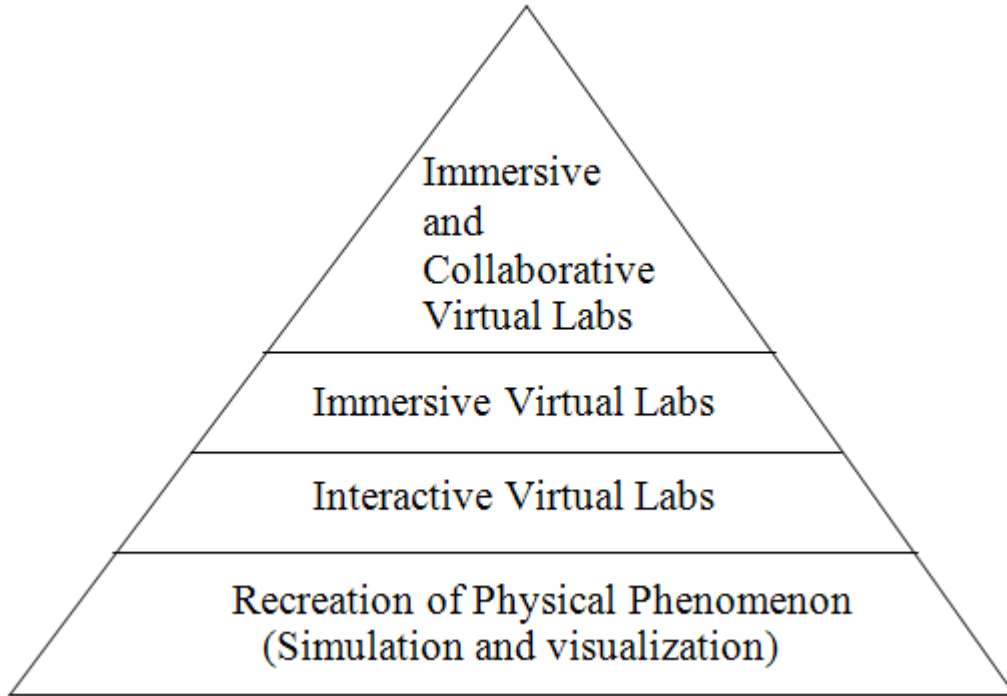 Immersive
and
Collaborative
Virtual Labs
Immersive Virtual Labs
Interactive Virtual Labs
Recreation of Physical Phenomenon
(Simulation and visualization)